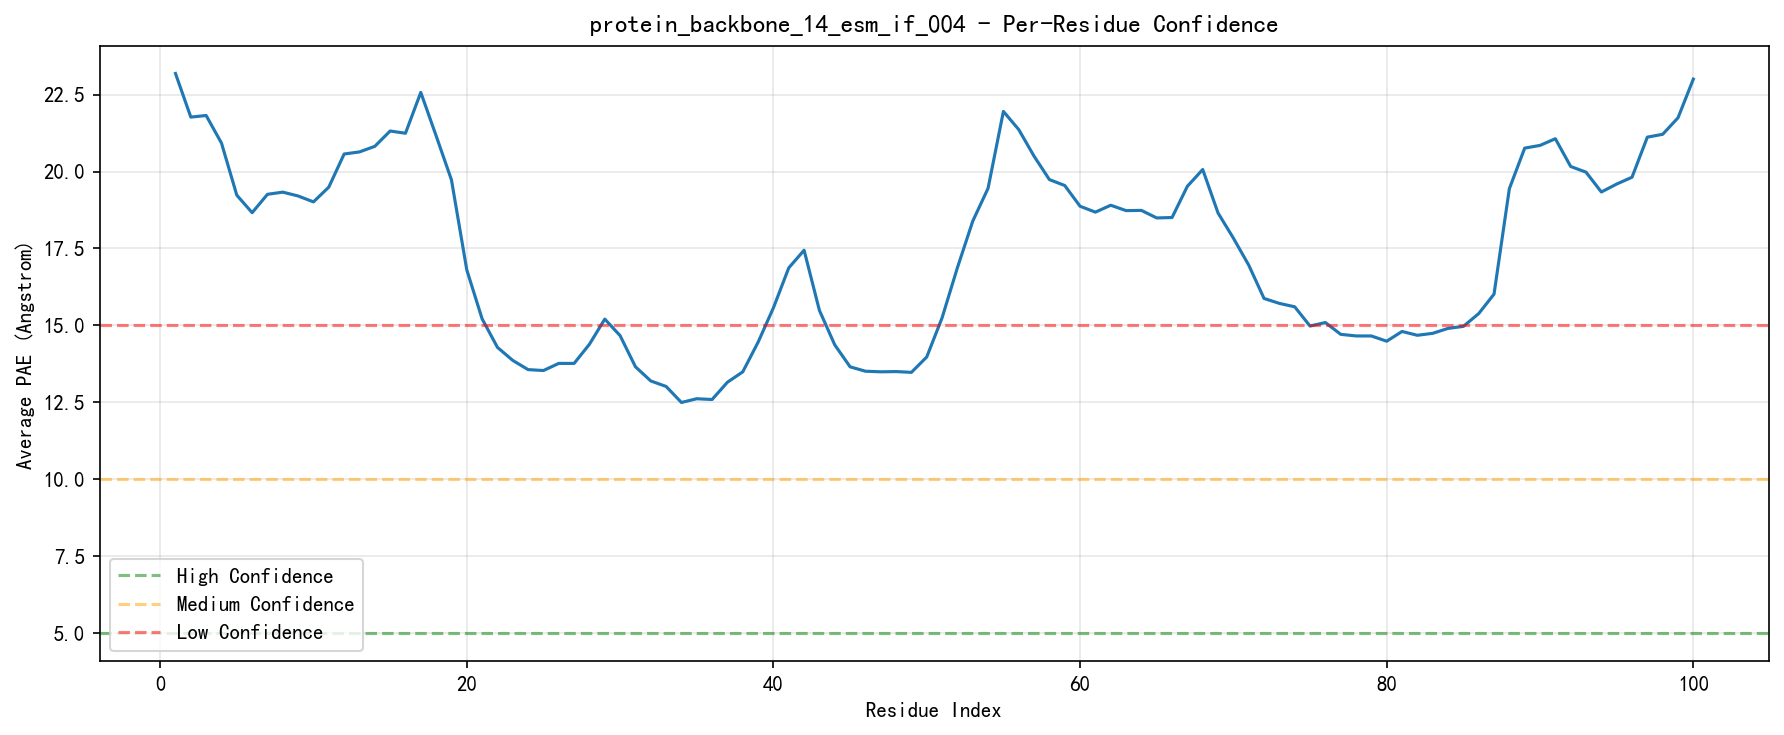 protein_backbone_14_esm_if_004 - Per-Residue Confidence
22.5
20.0
17.5
15.0
12.5
10.0
7.5
5.0
Average PAE (Angstrom)
High Confidence
Medium Confidence
Low Confidence
0 20 40 60 80 100
Residue Index